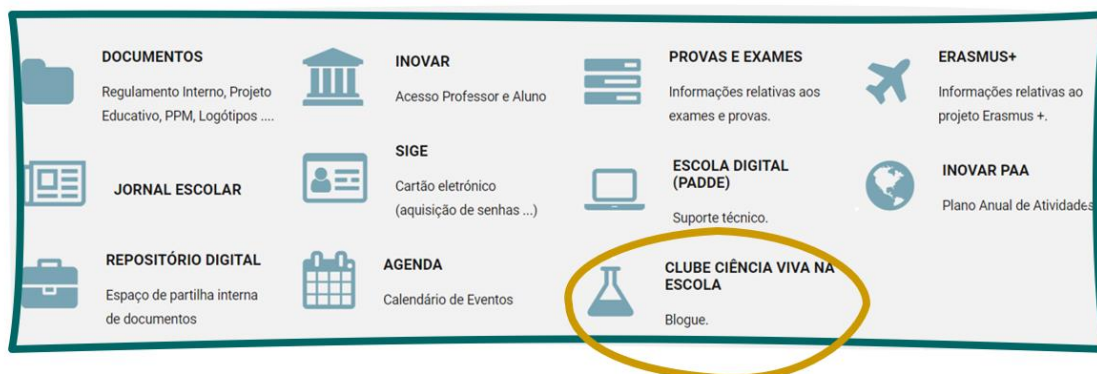 DOCUMENTOS
Regulamento Interno, Projeto
Educativo, PPM, Logótipos ....
INOVAR
Acesso Professor e Aluno
PROVAS E EXAMES
Informações relativas aos
exames e provas.
ERASMUS+
Informações relativas ao
projeto Erasmus +.
JORNAL ESCOLAR
SIGE
Cartão eletrónico
(aquisição de senhas ...)
ESCOLA DIGITAL
(PADDE)
Suporte técnico.
INOVAR PAA
Plano Anual de Atividades
REPOSITÓRIO DIGITAL
Espaço de partilha interna
de documentos
AGENDA
Calendário de Eventos
CLUBE CIÊNCIA VIVA NA
ESCOLA
Blogue.